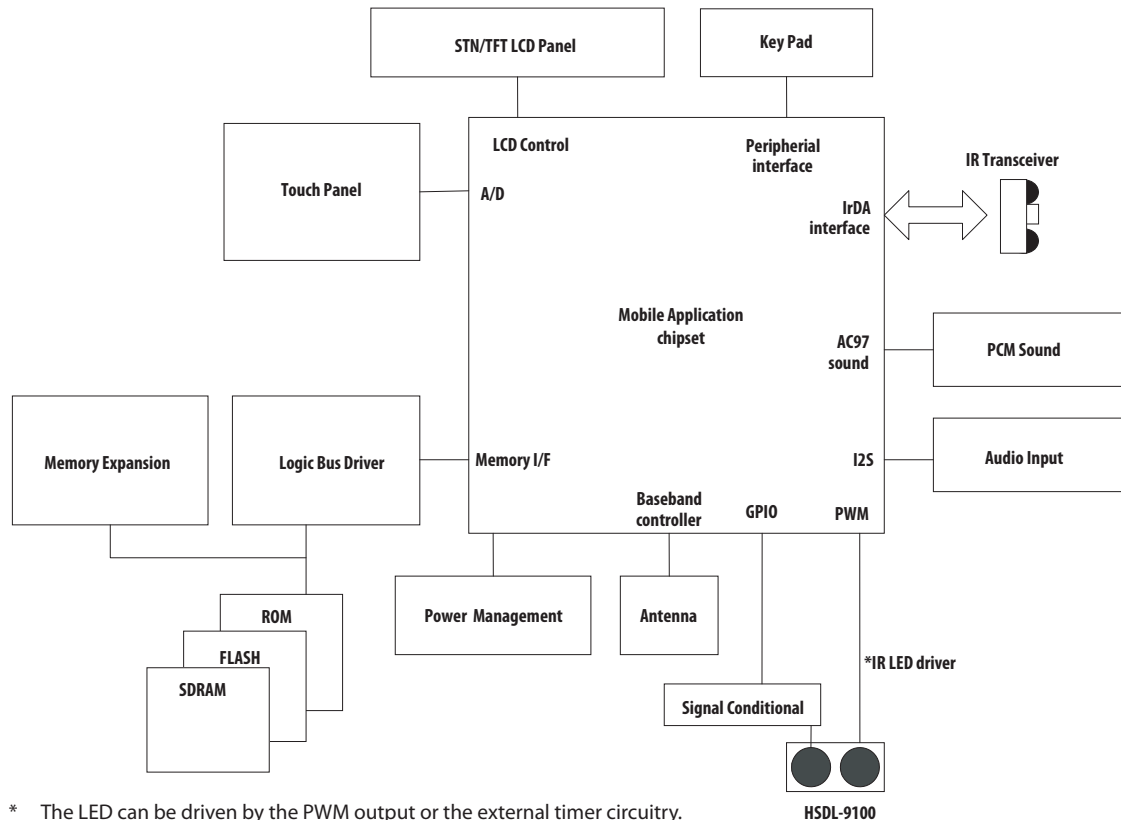 STN/TFT LCD Panel
Key Pad
LCD Control
Peripherial
interface
IR Transceiver
Touch Panel
A/D
IrDA
interface
Mobile Application
chipset
AC97
sound
PCM Sound
Memory Expansion
Logic Bus Driver
Memory I/F
I2S
Audio Input
Baseband
controller
GPIO
PWM
Power Management
Antenna
ROM
FLASH
SDRAM
*IR LED driver
Signal Conditional
* The LED can be driven by the PWM output or the external timer circuitry.
HSDL-9100